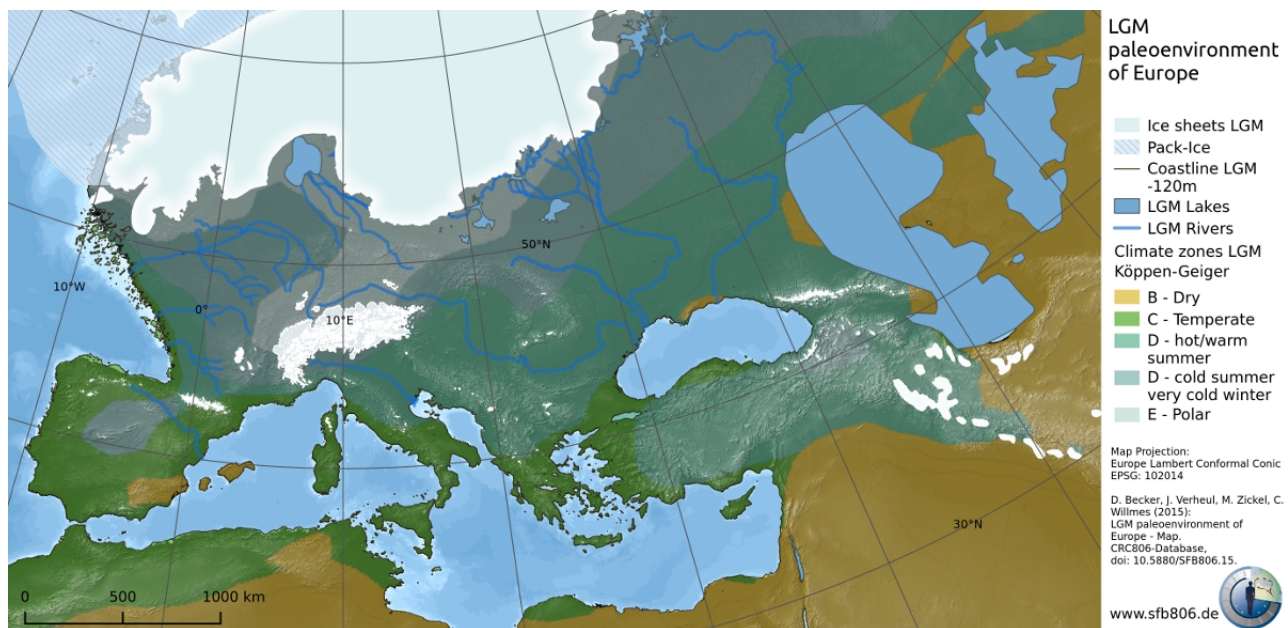 LGM
paleoenvironment
of Europe
Ice sheets LGM
Pack-Ice
Coastline LGM
-120m
LGM Lakes
LGM Rivers
Climate zones LGM
Köppen-Geiger
B - Dry
C - Temperate
D - hot/warm
summer
D - cold summer
very cold winter
E - Polar
Map Projection:
Europe Lambert Conformal Conic
EPSG: 102014
D. Becker, J. Verheul, M. Zickel, C.
Willmes (2015):
LGM paleoenvironment of
Europe - Map.
CRC806-Database,
doi: 10.5880/SFB806.15.
www.sfb806.de
50°N
10°W
0°
10°E
30°N
0 500 1000 km